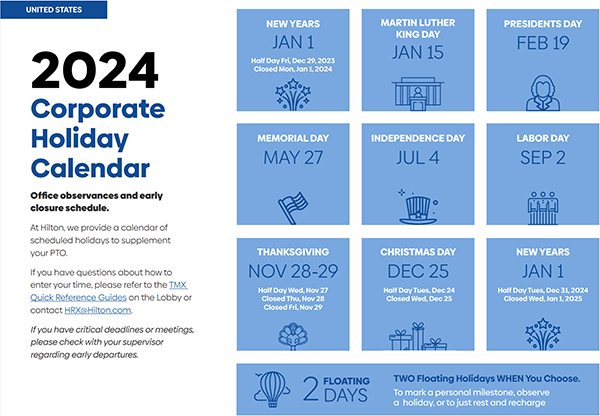 UNITED STATES
2024
Corporate
Holiday
Calendar
Office observances and early
closure schedule.
At Hilton, we provide a calendar of
scheduled holidays to supplement
your PTO.
If you have questions about how to
enter your time, please refer to the TMX
Quick Reference Guides on the Lobby or
contact HRX@Hilton.com.
If you have critical deadlines or meetings,
please check with your supervisor
regarding early departures.
NEW YEARS
JAN 1
Half Day Fri, Dec 29, 2023
Closed Mon, Jan 1, 2024
MARTIN LUTHER
KING DAY
JAN 15
PRESIDENTS DAY
FEB 19
MEMORIAL DAY
MAY 27
INDEPENDENCE DAY
JUL 4
LABOR DAY
SEP 2
THANKSGIVING
NOV 28-29
Half Day Wed, Nov 27
Closed Thu, Nov 28
Closed Fri, Nov 29
CHRISTMAS DAY
DEC 25
Half Day Tues, Dec 24
Closed Wed, Dec 25
NEW YEARS
JAN 1
Half Day Tues, Dec 31, 2024
Closed Wed, Jan 1, 2025
2 FLOATING
DAYS
TWO Floating Holidays WHEN You Choose.
To mark a personal milestone, observe
a holiday, or to just rest and recharge